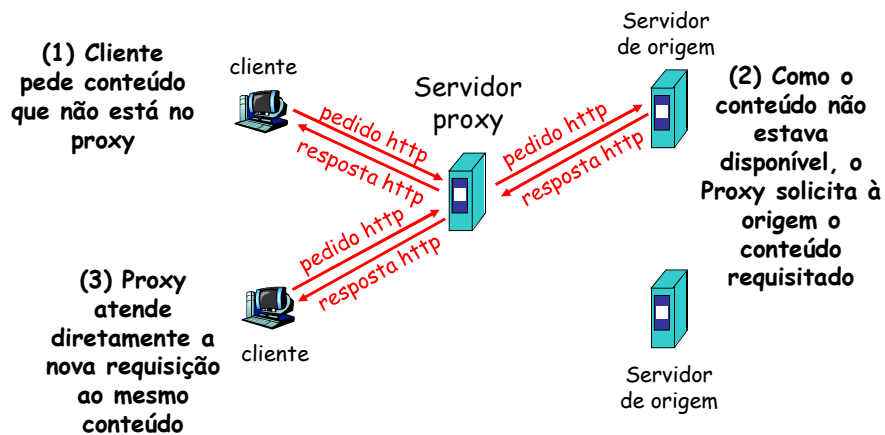 (1) Cliente
pede conteúdo
que não está no
proxy
cliente
Servidor
proxy
Servidor
de origem
(2) Como o
conteúdo não
estava
disponível, o
Proxy solicita à
origem o
conteúdo
requisitado
pedido http
resposta http
pedido http
resposta http
pedido http
resposta http
(3) Proxy
atende
diretamente a
nova requisição
ao mesmo
conteúdo
cliente
Servidor
de origem